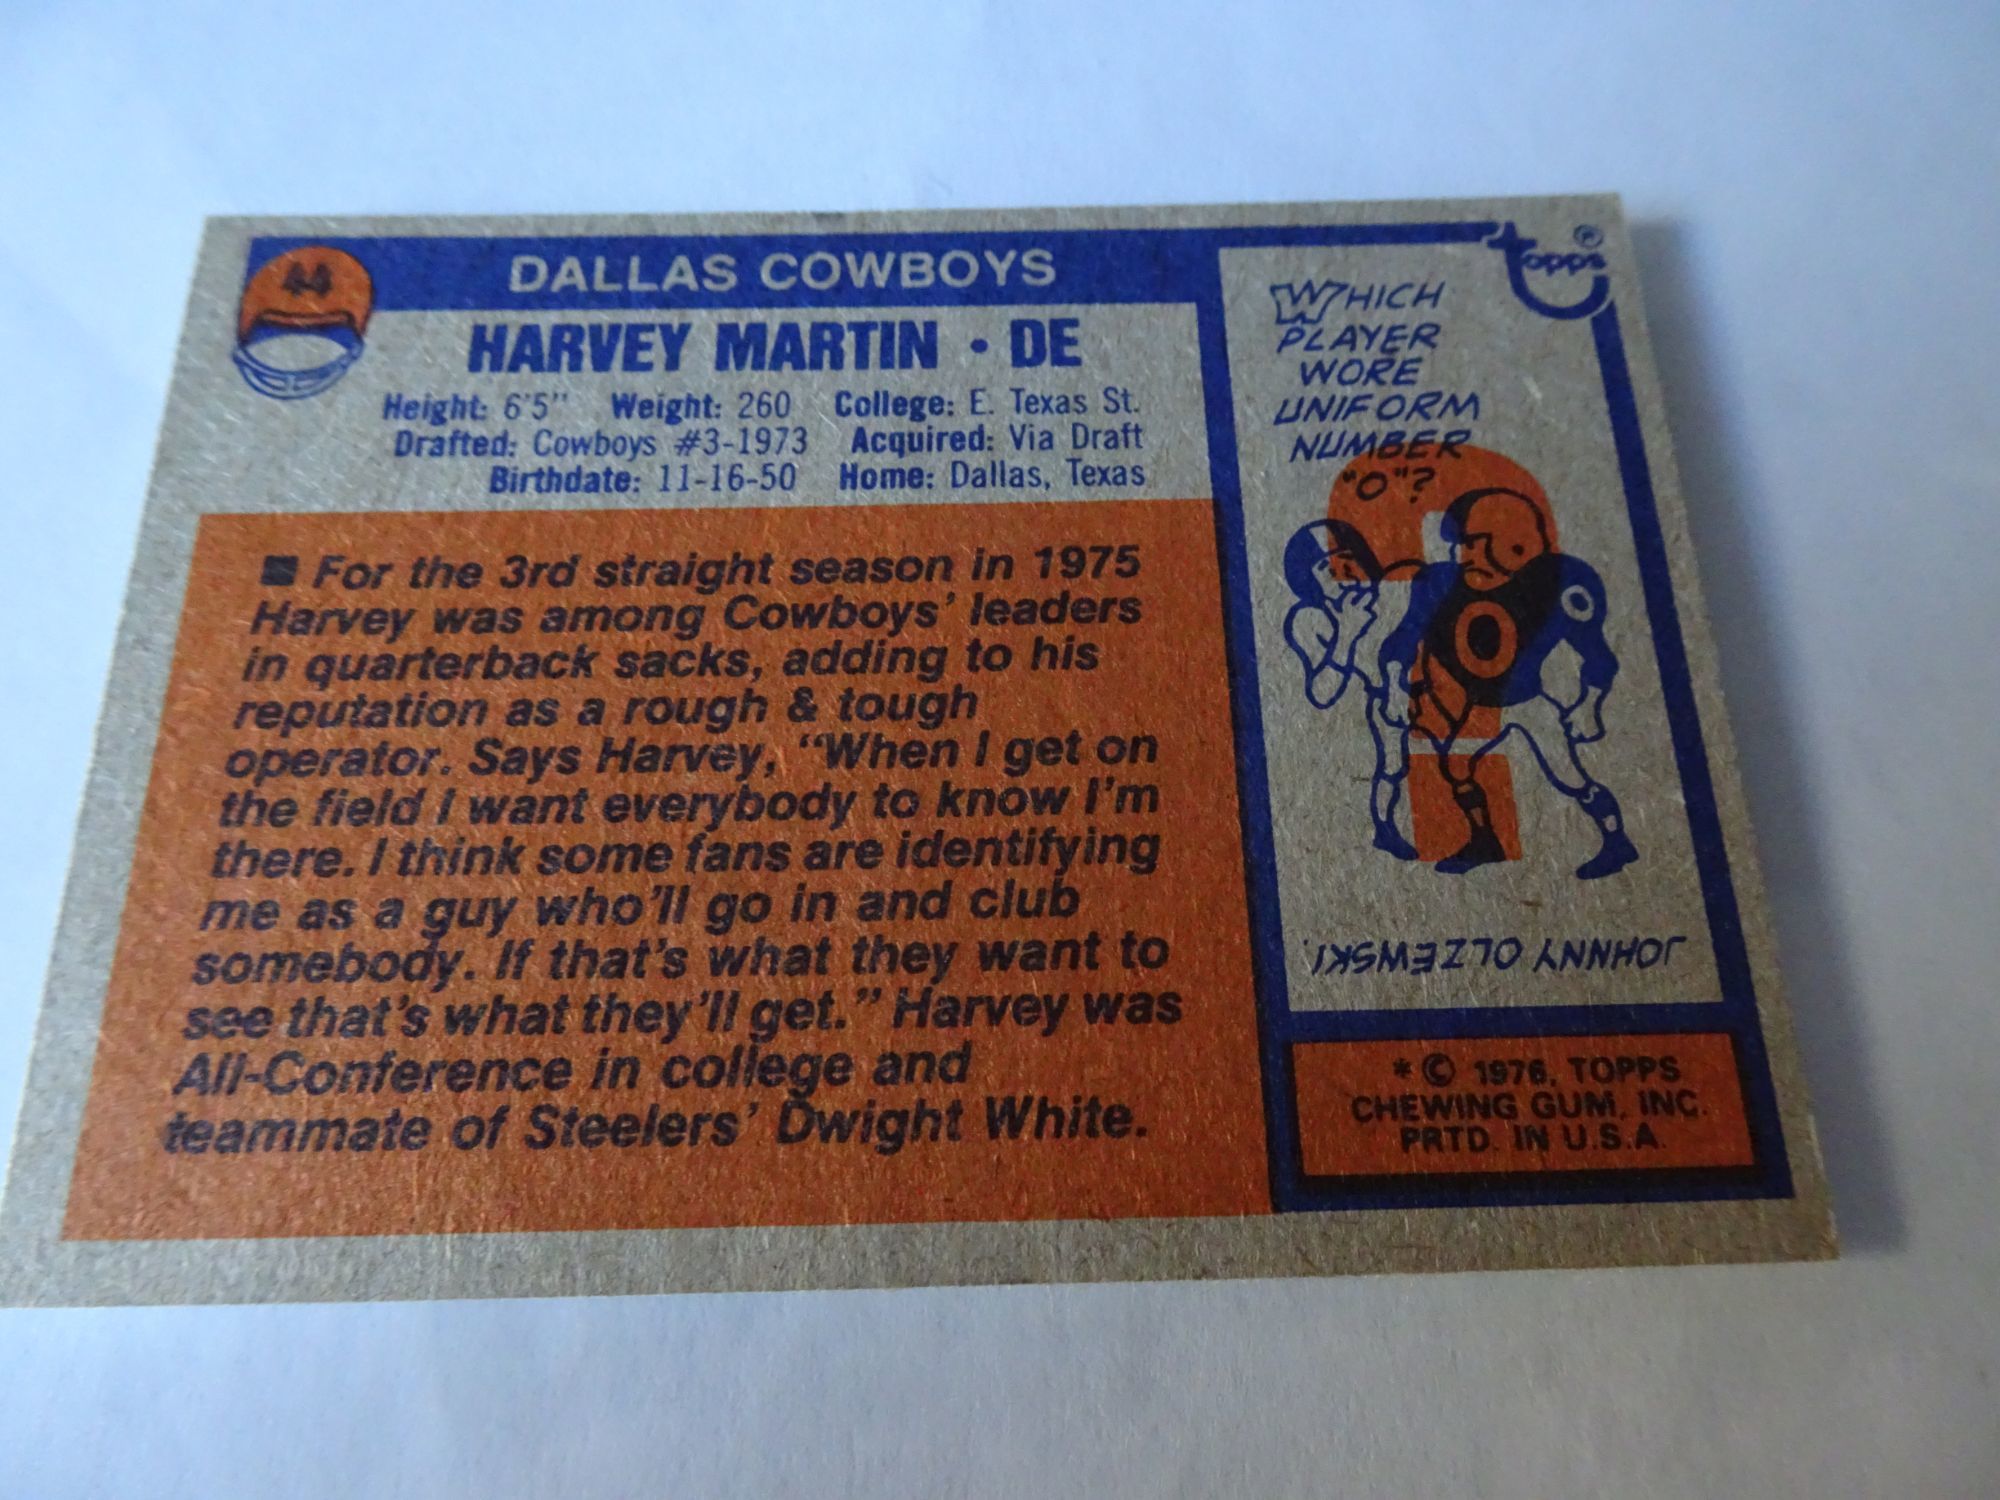 44
DALLAS COWBOYS
HARVEY MARTIN • DE
Height: 6'5" Weight: 260 College: E. Texas St.
Drafted: Cowboys #3-1973 Acquired: Via Draft
Birthdate: 11-16-50 Home: Dallas, Texas
■ For the 3rd straight season in 1975
Harvey was among Cowboys' leaders
in quarterback sacks, adding to his
reputation as a rough & tough
operator. Says Harvey, "When I get on
the field I want everybody to know I'm
there. I think some fans are identifying
me as a guy who'll go in and club
somebody. If that's what they want to
see that's what they'll get." Harvey was
All-Conference in college and
teammate of Steelers' Dwight White.
topps ®
WHICH
PLAYER
WORE
UNIFORM
NUMBER
"O"?
0
0
JOHNNY OLZEWSKI.
* © 1976, TOPPS
CHEWING GUM, INC.
PRTD. IN U.S.A.